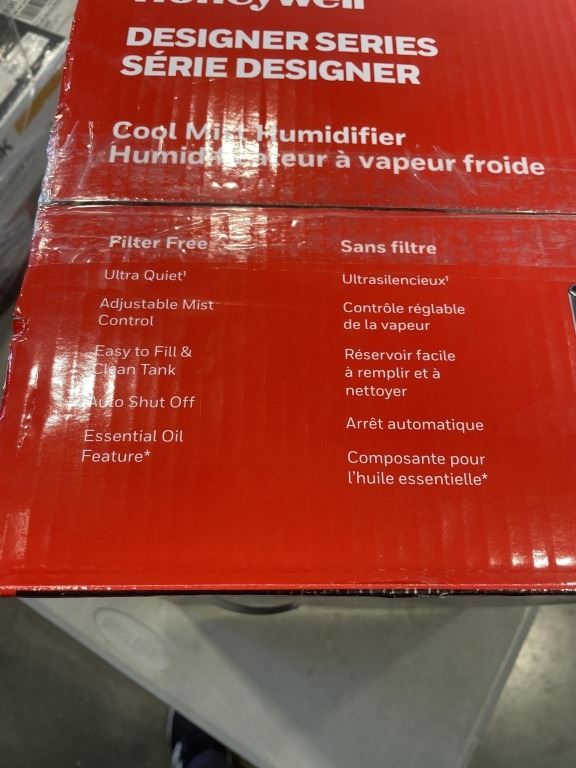 Honeywell
DESIGNER SERIES
SÉRIE DESIGNER
Cool Mist Humidifier
Humidificateur à vapeur froide
Filter Free
Ultra Quiet¹
Adjustable Mist
Control
Easy to Fill &
Clean Tank
Auto Shut Off
Essential Oil
Feature*
Sans filtre
Ultrasilencieux¹
Contrôle réglable
de la vapeur
Réservoir facile
à remplir et à
nettoyer
Arrêt automatique
Composante pour
l'huile essentielle*